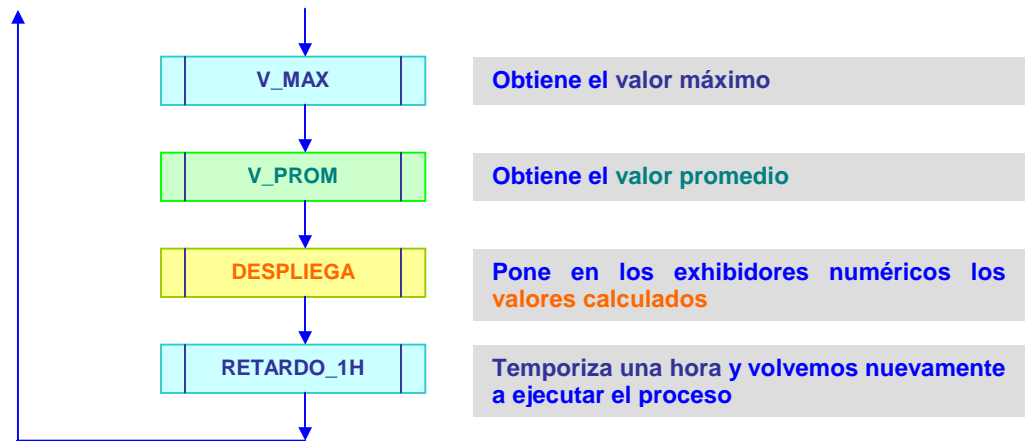 V_MAX
Obtiene el valor máximo
V_PROM
Obtiene el valor promedio
DESPLIEGA
Pone en los exhibidores numéricos los
valores calculados
RETARDO_1H
Temporiza una hora y volvemos nuevamente
a ejecutar el proceso